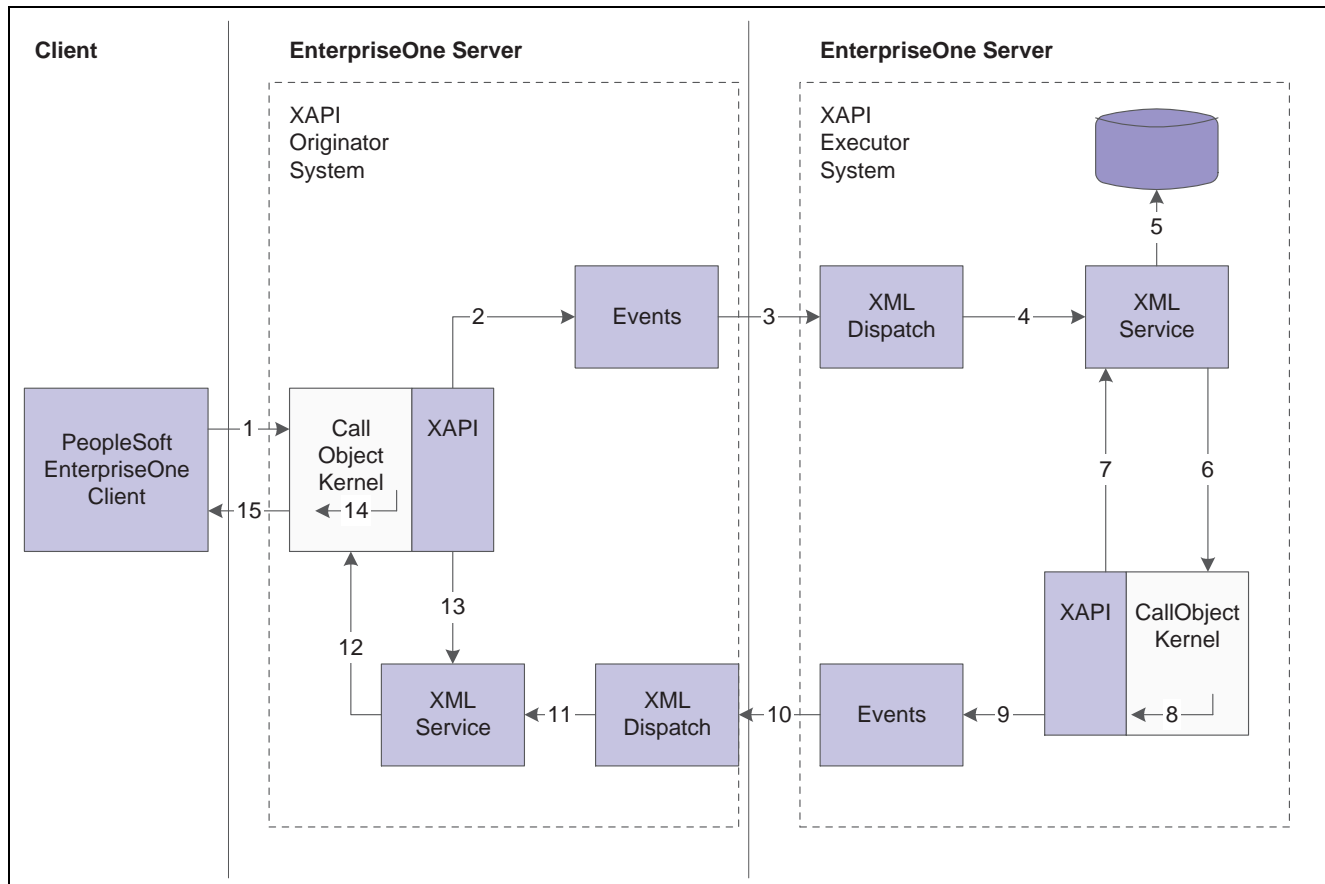 Client
EnterpriseOne Server
EnterpriseOne Server
XAPI
Originator
System
XAPI
Executor
System
5
2
Events
3
XML
Dispatch
4
XML
Service
PeopleSoft
EnterpriseOne
Client
1
15
Call
Object
Kernel
14
XAPI
7
6
13
12
XAPI
CallObject
Kernel
8
XML
Service
11
XML
Dispatch
10
Events
9